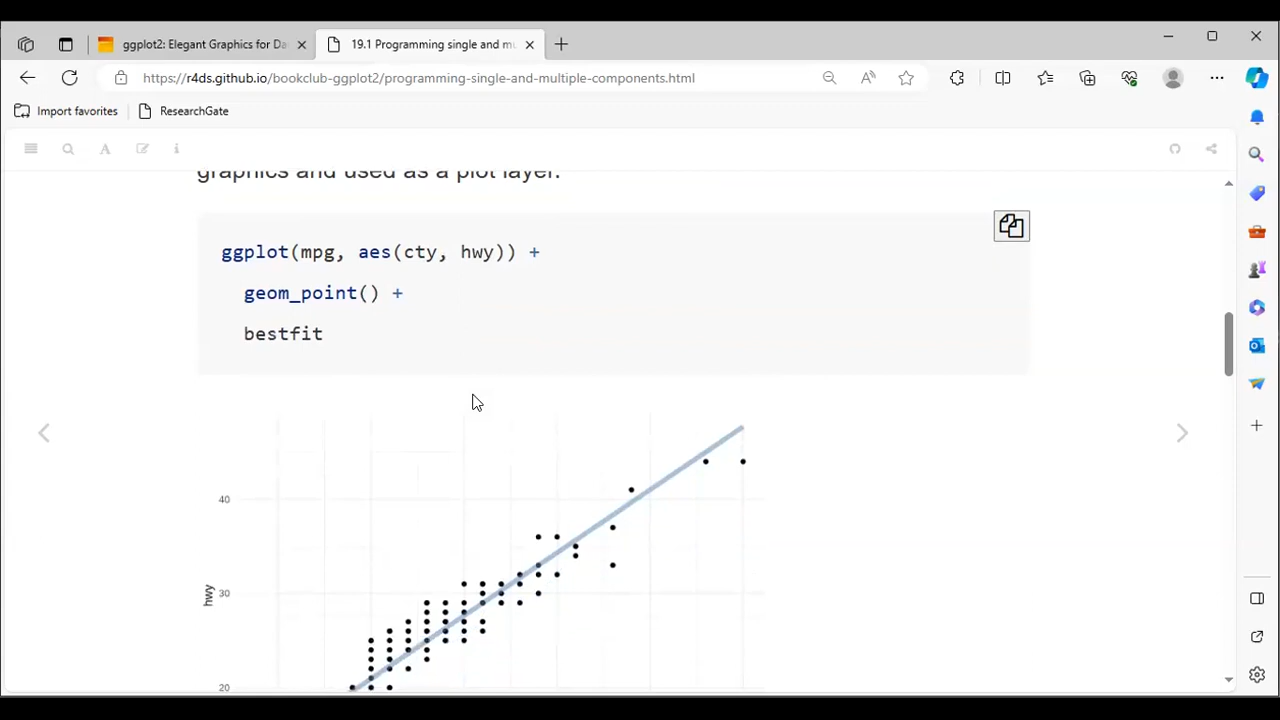 ggplot2: Elegant Graphics for Da
19.1 Programming single and mu
https://r4ds.github.io/bookclub-ggplot2/programming-single-and-multiple-components.html
Import favorites
ResearchGate
graphics and used as a plot layer.
ggplot(mpg, aes(cty, hwy)) +
geom_point() +
bestfit
40
hwy
30
20